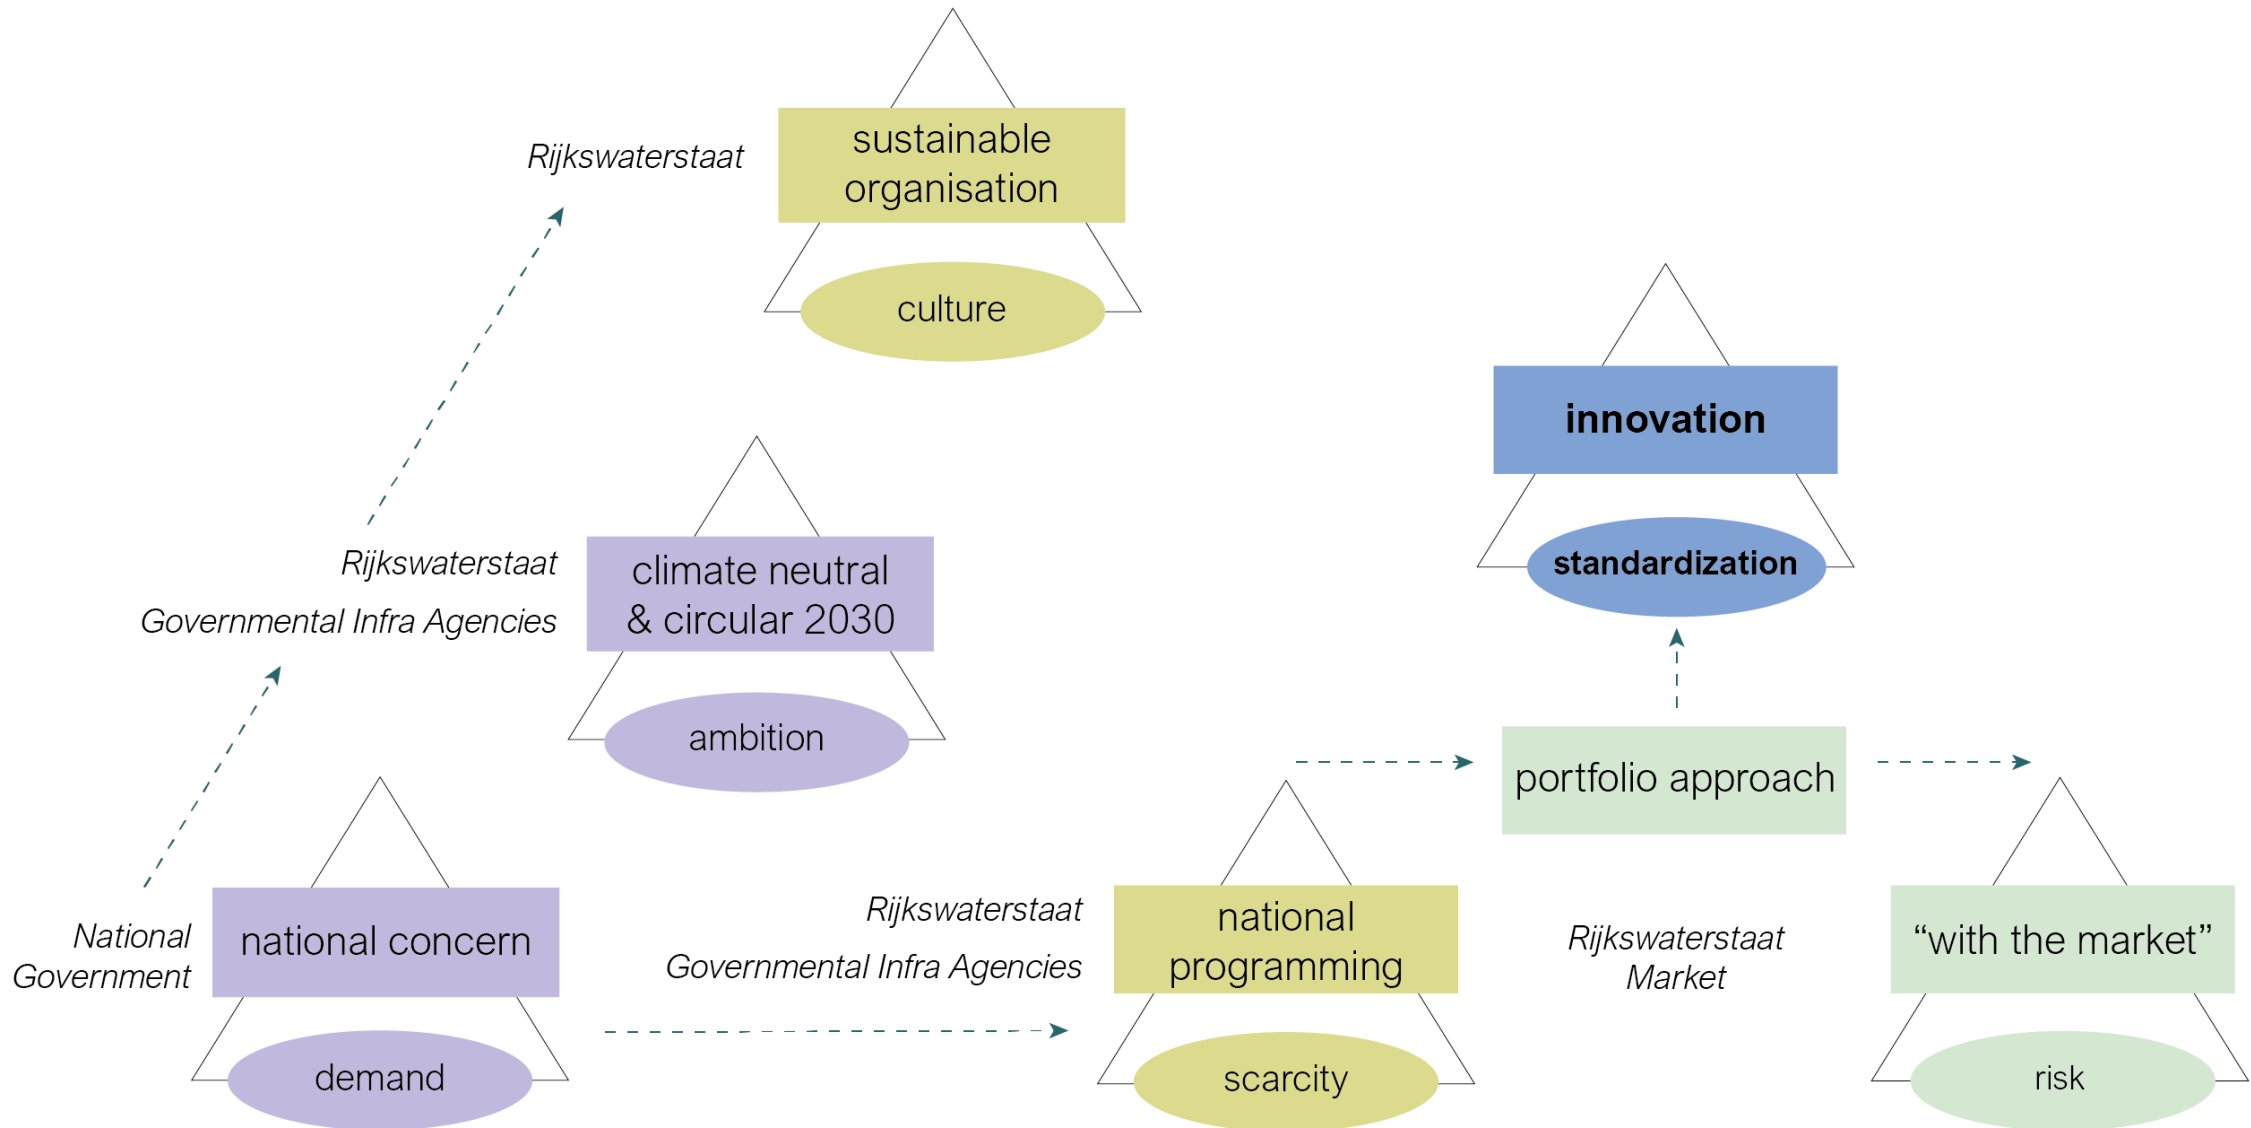 sustainable
organisation
Rijkswaterstaat
culture
innovation
standardization
Rijkswaterstaat
Governmental Infra Agencies
climate neutral
& circular 2030
ambition
portfolio approach
National
Government
national concern
demand
Rijkswaterstaat
Governmental Infra Agencies
national
programming
scarcity
Rijkswaterstaat
Market
“with the market”
risk